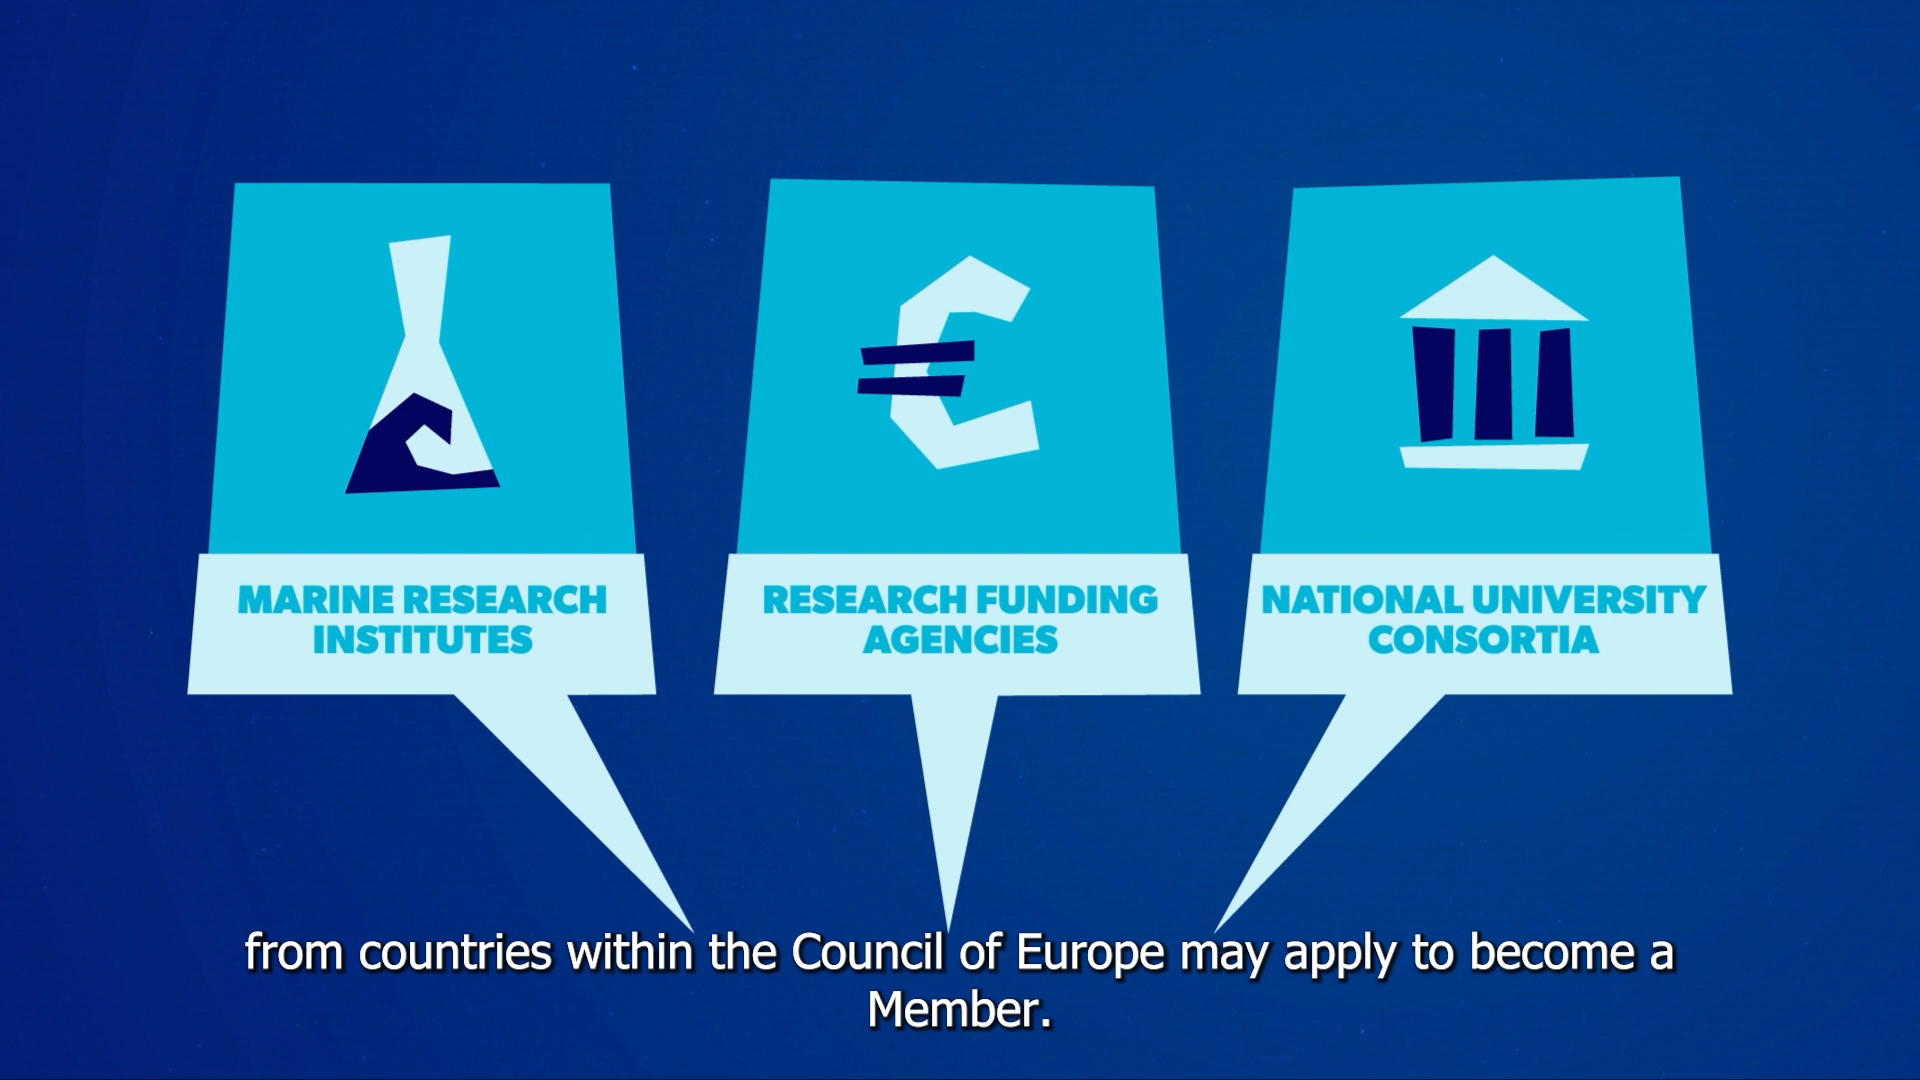 MARINE RESEARCH
INSTITUTES
RESEARCH FUNDING
AGENCIES
NATIONAL UNIVERSITY
CONSORTIA
from countries within the Council of Europe may apply to become a
Member.